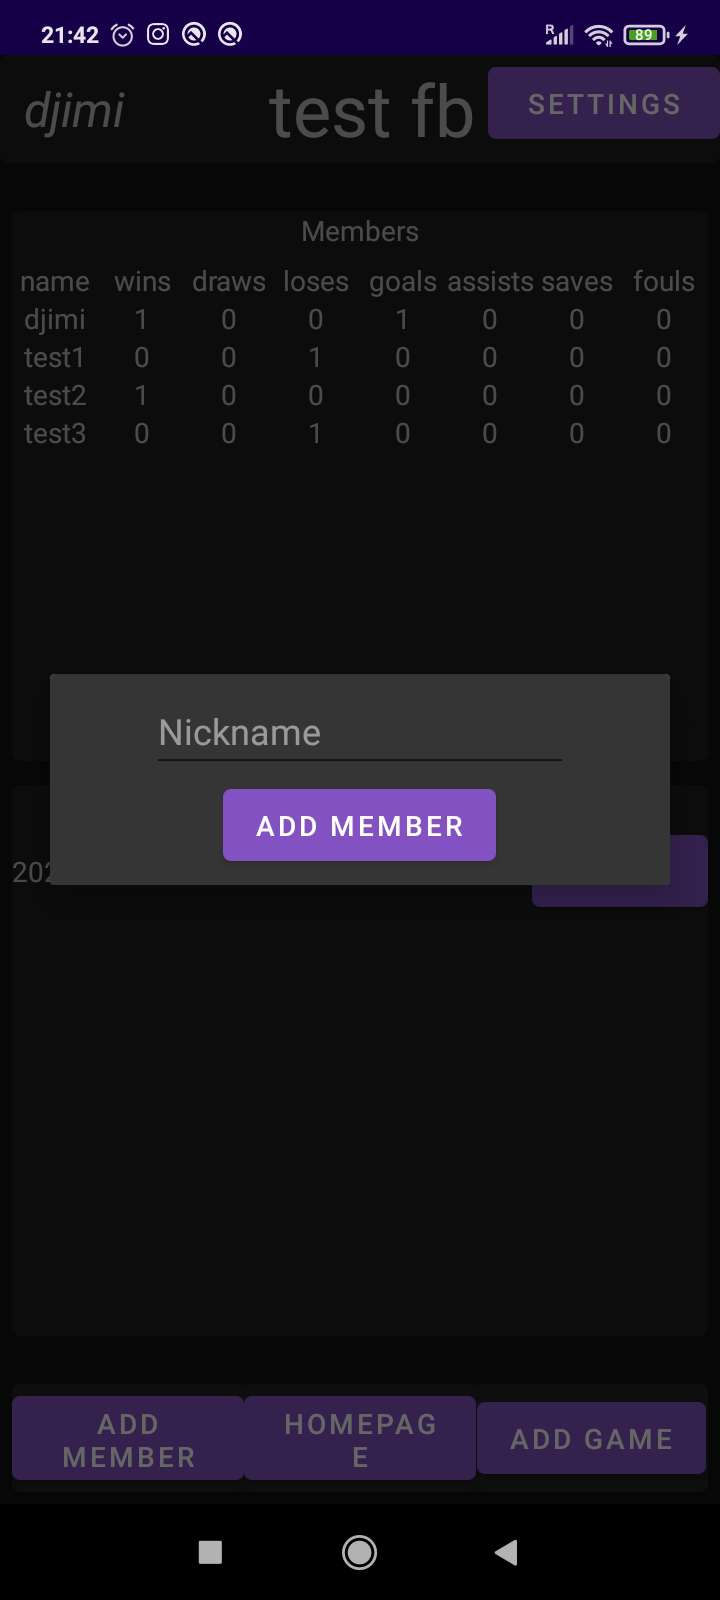 21:42 R 89
djimi test fb SETTINGS
Members
name wins draws loses goals assists saves fouls
djimi 1 0 0 1 0 0 0
test1 0 0 1 0 0 0 0
test2 1 0 0 0 0 0 0
test3 0 0 1 0 0 0 0
Nickname
ADD MEMBER
202
ADD
MEMBER
HOMEPAG
E
ADD GAME